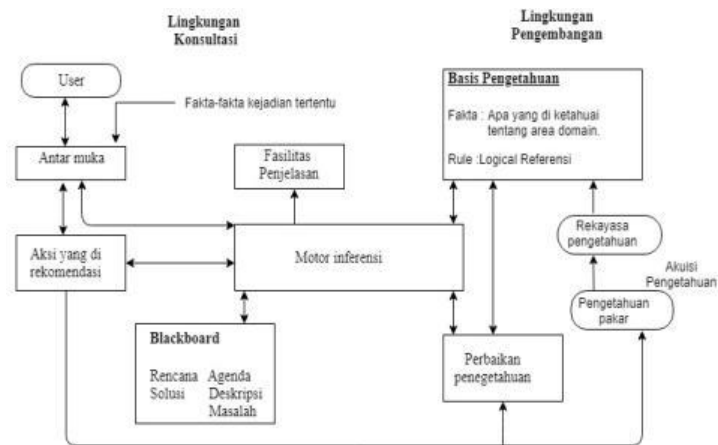 Lingkungan
Konsultasi
Lingkungan
Pengembangan
User
Fakta-fakta kejadian tertentu
Antar muka
Fasilitas
Penjelasan
Basis Pengetahuan
Fakta : Apa yang di ketahuai
tentang area domain.
Rule :Logical Referensi
Aksi yang di
rekomendasi
Motor inferensi
Rekayasa
pengetahuan
Akuisi
Pengetahuan
Pengetahuan
pakar
Blackboard
Rencana Agenda
Solusi Deskripsi
Masalah
Perbaikan
penegetahuan